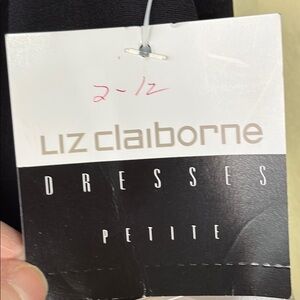 2-12
LIZ claiborne
DRESSES
PETITE